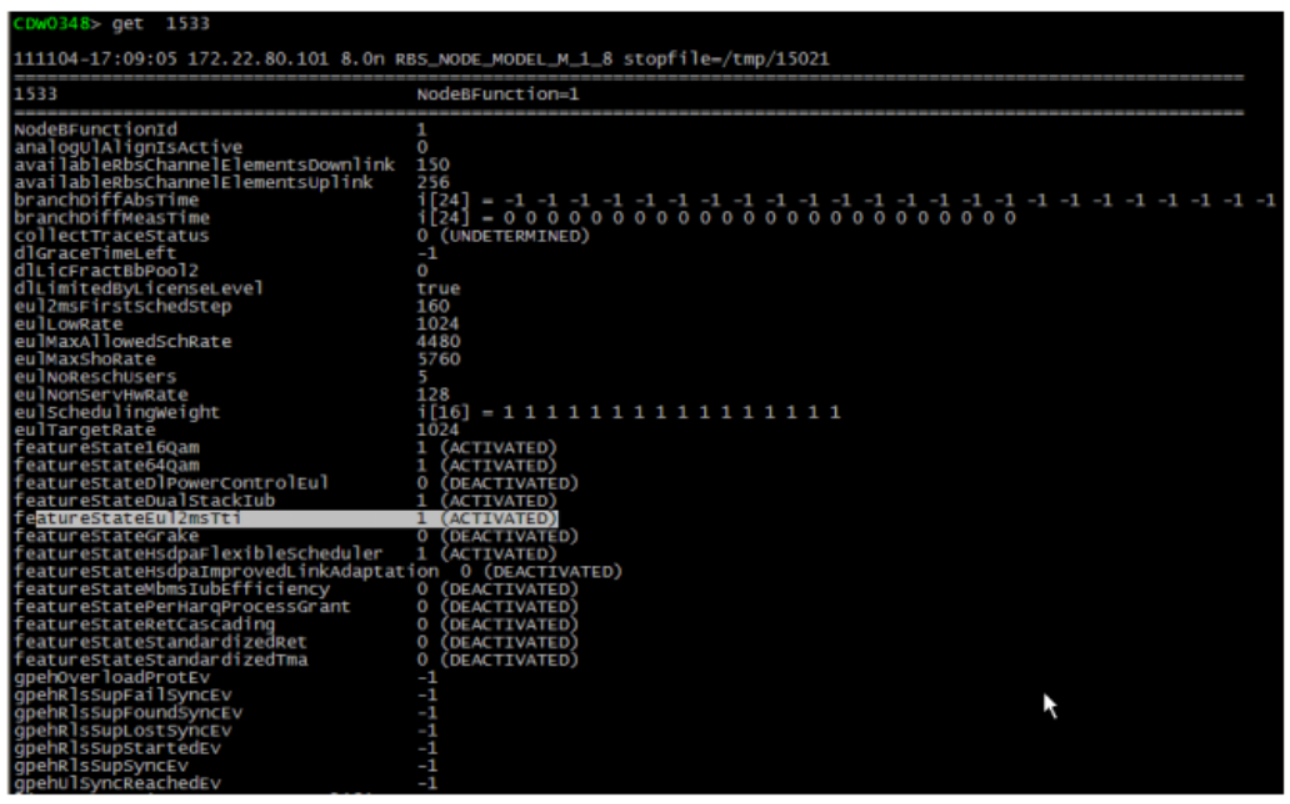 CDW0348> get 1533
111104-17:09:05 172.22.80.101 8.0n RBS_NODE_MODEL_M_1_8 stopfile=/tmp/15021
=================================================================================================================
1533 NodeBFunction=1
=================================================================================================================
NodeBFunctionId 1
analogUlAlignIsActive 0
availableRbsChannelElementsDownlink 150
availableRbsChannelElementsUplink 256
branchDiffAbsTime i[24] = -1 -1 -1 -1 -1 -1 -1 -1 -1 -1 -1 -1 -1 -1 -1 -1 -1 -1 -1 -1 -1 -1 -1 -1
branchDiffMeasTime i[24] = 0 0 0 0 0 0 0 0 0 0 0 0 0 0 0 0 0 0 0 0 0 0 0 0
collectTraceStatus 0 (UNDETERMINED)
dlGraceTimeLeft -1
dlLicFractBbPool2 0
dlLimitedByLicenseLevel true
eul2msFirstSchedStep 160
eulLowRate 1024
eulMaxAllowedSchRate 4480
eulMaxShoRate 5760
eulNoReschUsers 5
eulNonServHwRate 128
eulSchedulingWeight i[16] = 1 1 1 1 1 1 1 1 1 1 1 1 1 1 1 1
eulTargetRate 1024
featureState16Qam 1 (ACTIVATED)
featureState64Qam 1 (ACTIVATED)
featureStateDlPowerControlEul 0 (DEACTIVATED)
featureStateDualStackIub 1 (ACTIVATED)
featureStateEul2msTti 1 (ACTIVATED)
featureStateGrake 0 (DEACTIVATED)
featureStateHsdpaFlexibleScheduler 1 (ACTIVATED)
featureStateHsdpaImprovedLinkAdaptation 0 (DEACTIVATED)
featureStateMbmsIubEfficiency 0 (DEACTIVATED)
featureStatePerHarqProcessGrant 0 (DEACTIVATED)
featureStateRetCascading 0 (DEACTIVATED)
featureStateStandardizedRet 0 (DEACTIVATED)
featureStateStandardizedTma 0 (DEACTIVATED)
gpehOverloadProtEv -1
gpehRlsSupFailSyncEv -1
gpehRlsSupFoundSyncEv -1
gpehRlsSupLostSyncEv -1
gpehRlsSupStartedEv -1
gpehRlsSupSyncEv -1
gpehUlSyncReachedEv -1